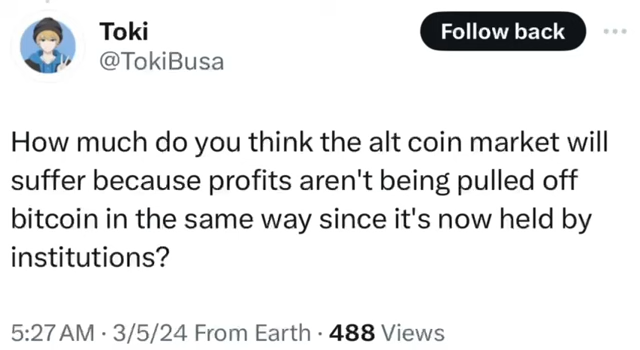 Toki
@TokiBusa
Follow back
How much do you think the alt coin market will
suffer because profits aren't being pulled off
bitcoin in the same way since it's now held by
institutions?
5:27 AM · 3/5/24 From Earth · 488 Views